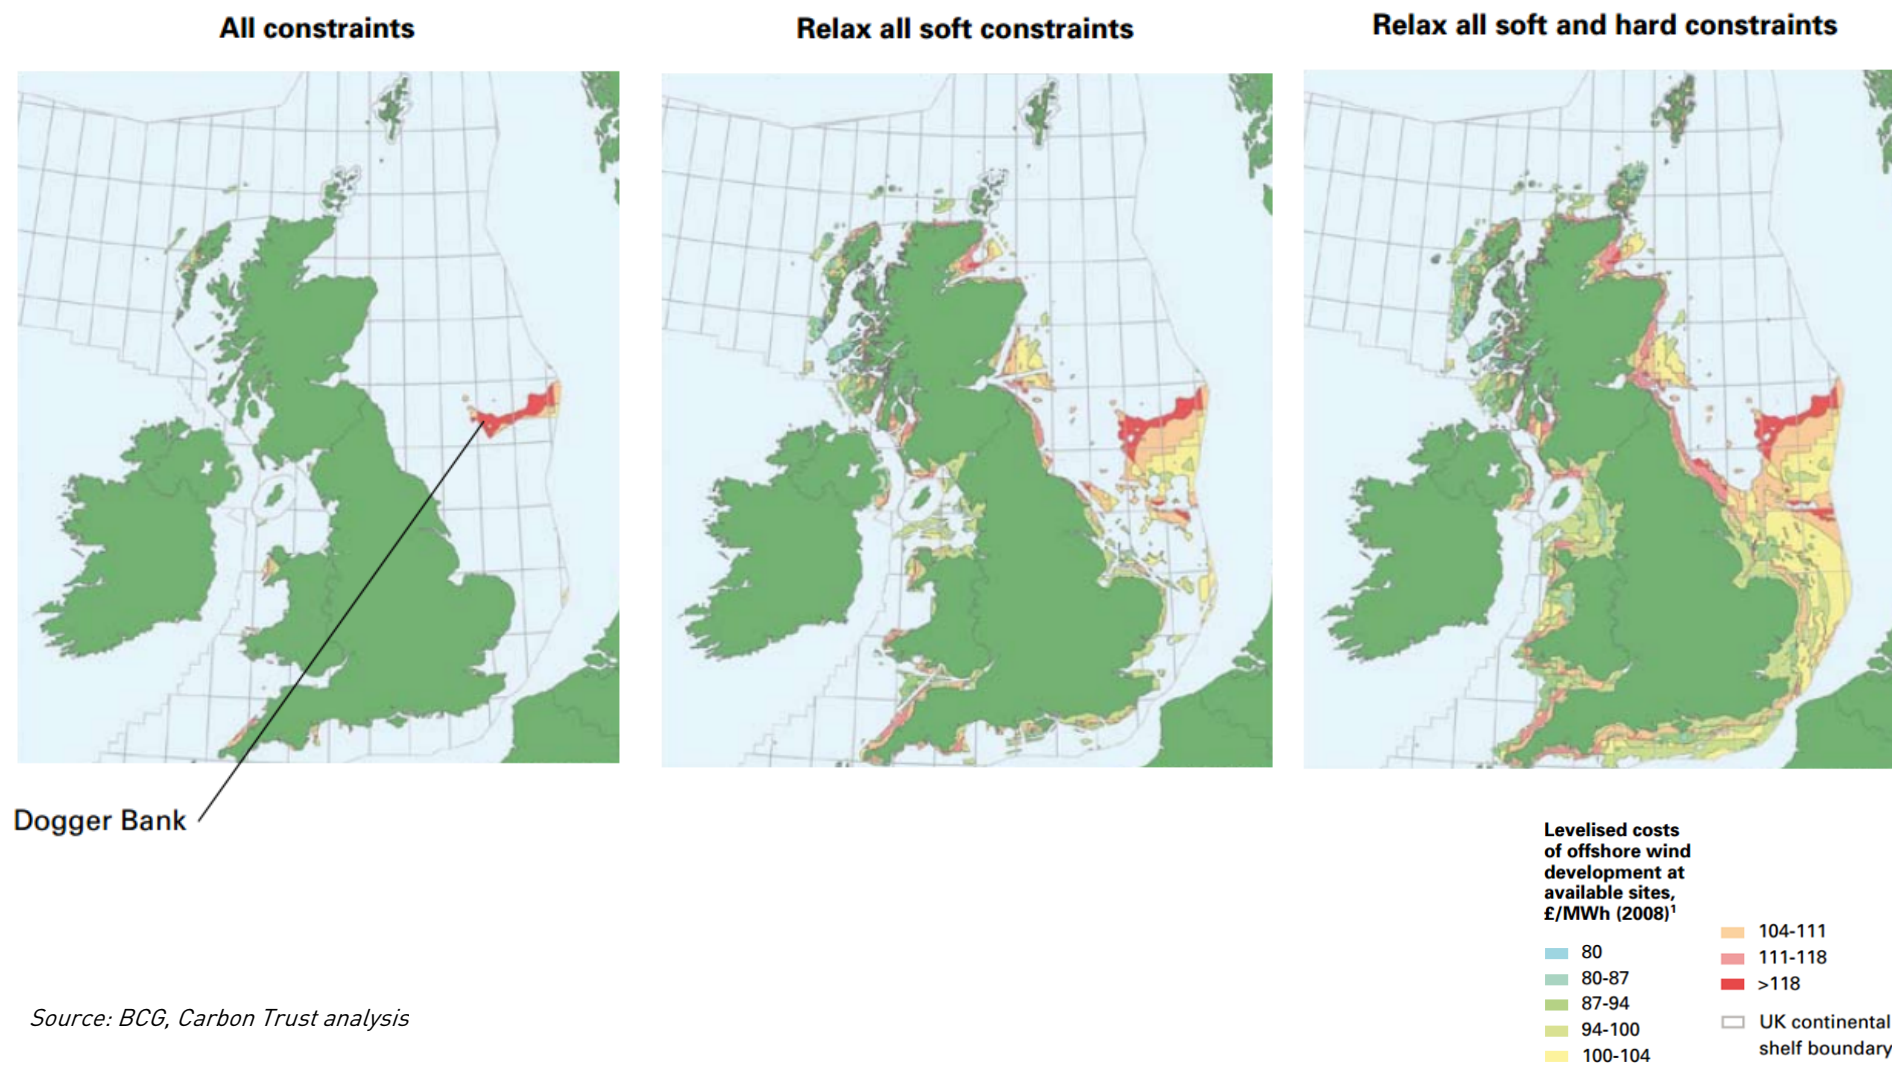 All constraints
Relax all soft constraints
Relax all soft and hard constraints
Dogger Bank
Levelised costs
of offshore wind
development at
available sites,
£/MWh (2008)¹
80
80-87
87-94
94-100
100-104
104-111
111-118
>118
UK continental
shelf boundary
Source: BCG, Carbon Trust analysis